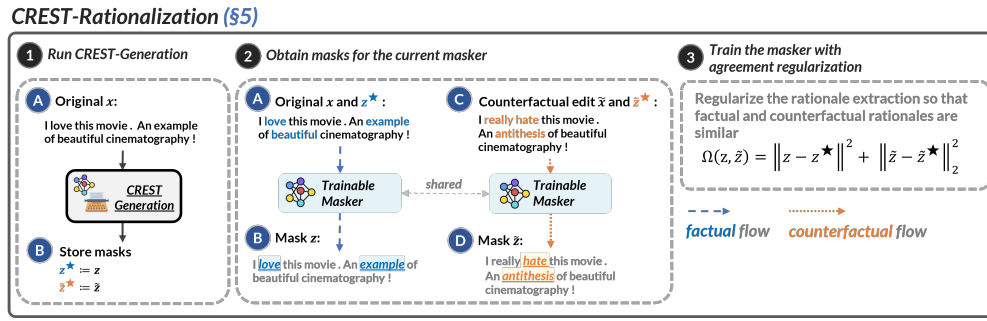 CREST-Rationalization (§5)
1 Run CREST-Generation
A Original x:
I love this movie . An example
of beautiful cinematography !
CREST
Generation
B Store masks
z★ ≔ z
z̃★ ≔ z̃
2 Obtain masks for the current masker
A Original x and z★ :
I love this movie . An example
of beautiful cinematography !
Trainable
Masker
B Mask z:
I love this movie . An example of
beautiful cinematography !
shared
C Counterfactual edit x̃ and z̃★ :
I really hate this movie .
An antithesis of beautiful
cinematography !
Trainable
Masker
D Mask z̃:
I really hate this movie .
An antithesis of beautiful
cinematography !
3 Train the masker with
agreement regularization
Regularize the rationale extraction so that
factual and counterfactual rationales are
similar
Ω(z, z̃) = ‖z − z★‖² + ‖z̃ − z̃★‖²₂
factual flow
counterfactual flow